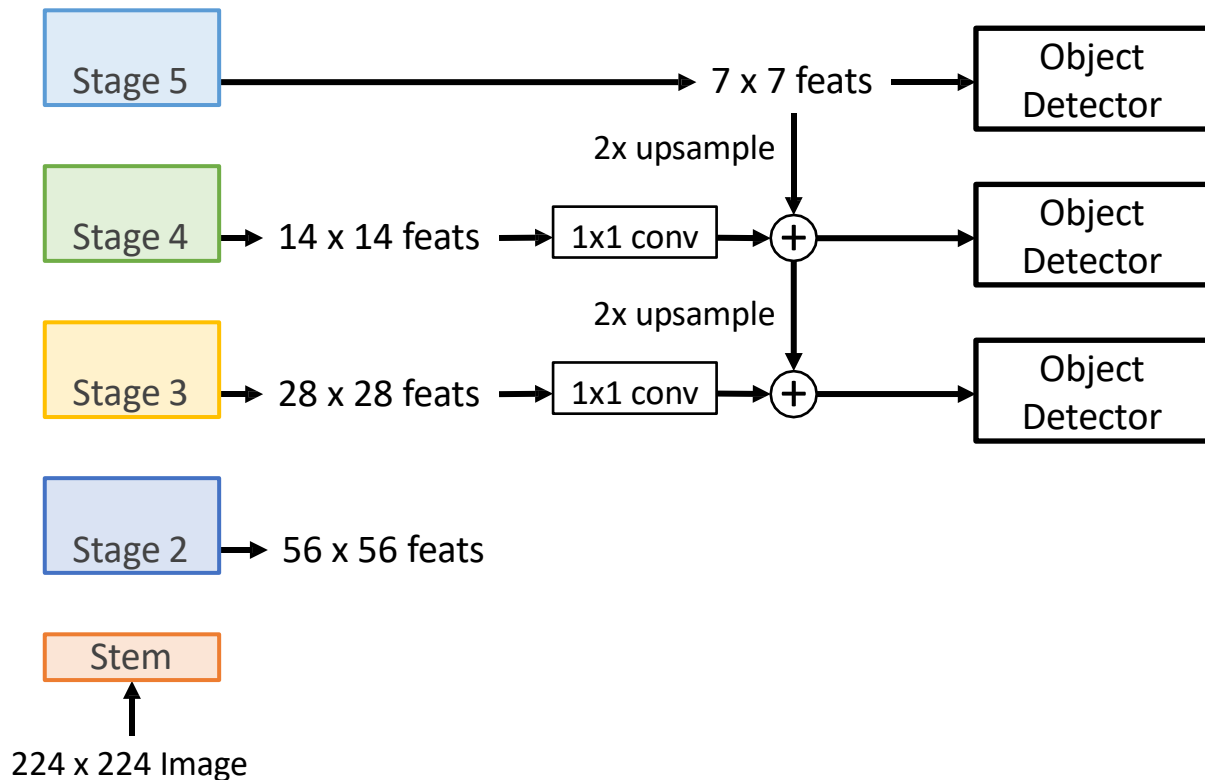 Stage 5
7 x 7 feats
Object
Detector
2x upsample
Stage 4
14 x 14 feats
1x1 conv
+
Object
Detector
2x upsample
Stage 3
28 x 28 feats
1x1 conv
+
Object
Detector
Stage 2
56 x 56 feats
Stem
224 x 224 Image